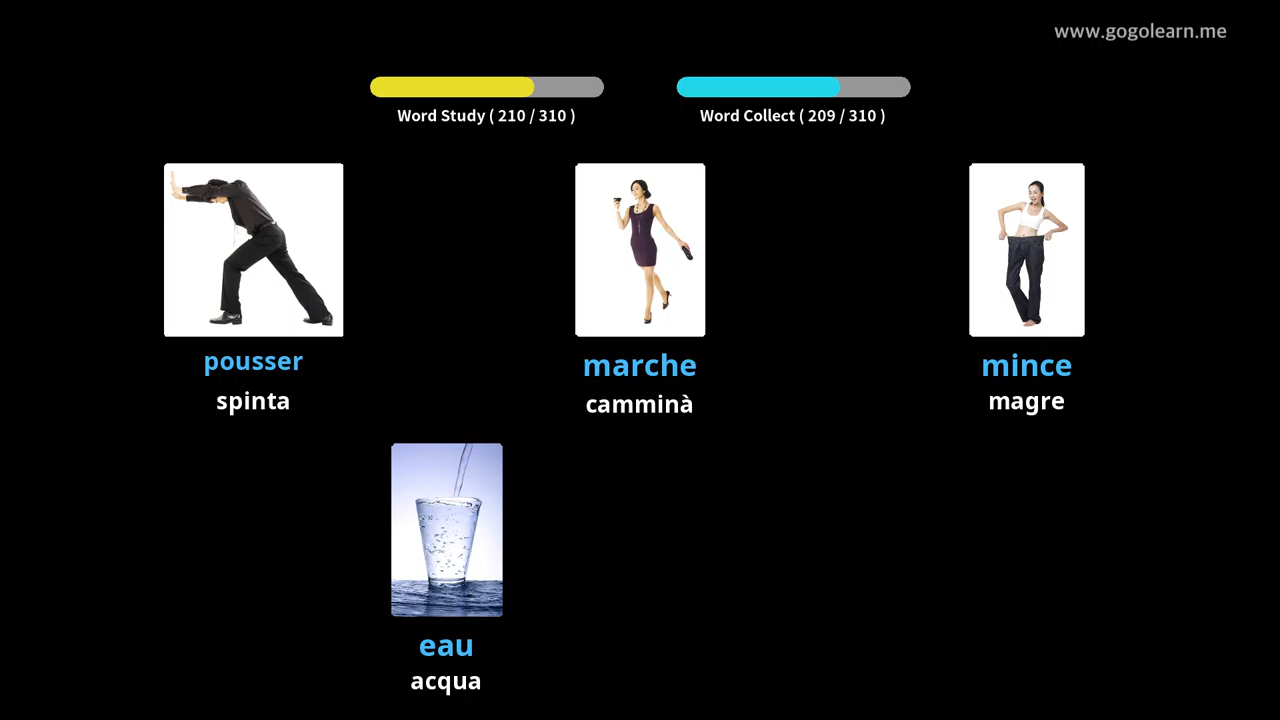 www.gogolearn.me
Word Study ( 210 / 310 )
Word Collect ( 209 / 310 )
pousser
spinta
marche
camminà
mince
magre
eau
acqua